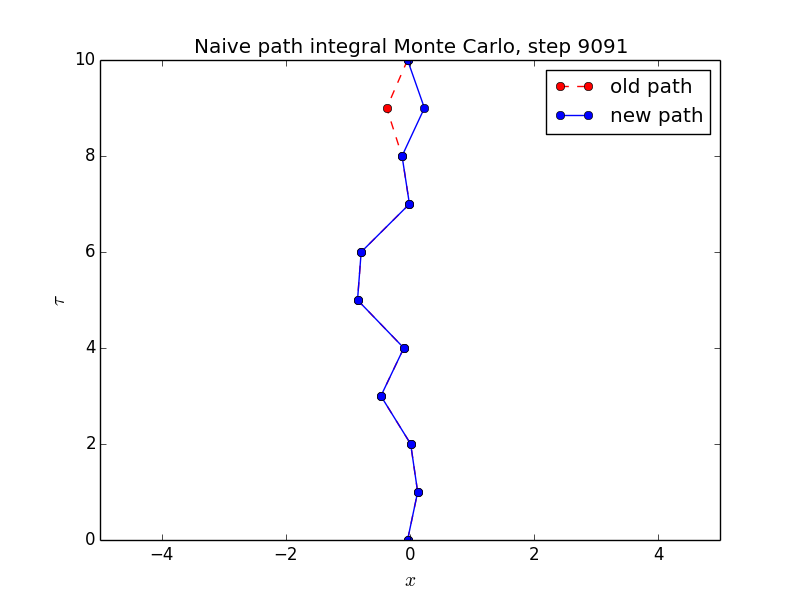 Naive path integral Monte Carlo, step 9091
old path
new path
10
8
6
4
2
0
τ
−4 −2 0 2 4
x